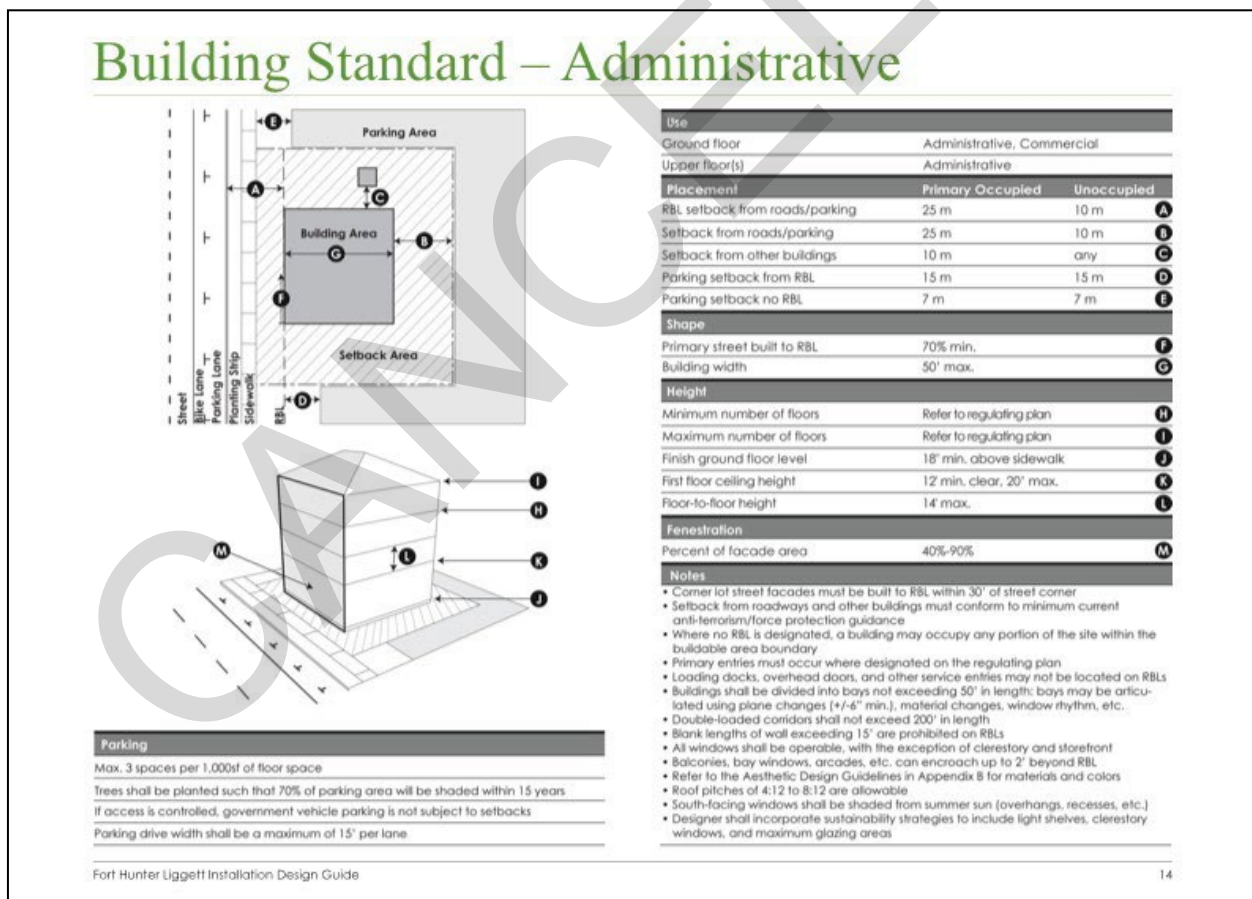 Building Standard – Administrative
E
Parking Area
A
C
Building Area
B
G
F
Setback Area
Street
Bike Lane
Parking Lane
Planting Strip
Sidewalk
RBL
D
I
H
M
L
K
J
Parking
Max. 3 spaces per 1,000sf of floor space
Trees shall be planted such that 70% of parking area will be shaded within 15 years
If access is controlled, government vehicle parking is not subject to setbacks
Parking drive width shall be a maximum of 15' per lane
Use
Ground floor Administrative, Commercial
Upper floor(s) Administrative
Placement Primary Occupied Unoccupied
RBL setback from roads/parking 25 m 10 m A
Setback from roads/parking 25 m 10 m B
Setback from other buildings 10 m any C
Parking setback from RBL 15 m 15 m D
Parking setback no RBL 7 m 7 m E
Shape
Primary street built to RBL 70% min. F
Building width 50' max. G
Height
Minimum number of floors Refer to regulating plan H
Maximum number of floors Refer to regulating plan I
Finish ground floor level 18" min. above sidewalk J
First floor ceiling height 12' min. clear, 20' max. K
Floor-to-floor height 14' max. L
Fenestration
Percent of facade area 40%-90% M
Notes
• Corner lot street facades must be built to RBL within 30' of street corner
• Setback from roadways and other buildings must conform to minimum current
anti-terrorism/force protection guidance
• Where no RBL is designated, a building may occupy any portion of the site within the
buildable area boundary
• Primary entries must occur where designated on the regulating plan
• Loading docks, overhead doors, and other service entries may not be located on RBLs
• Buildings shall be divided into bays not exceeding 50' in length; bays may be articu-
lated using plane changes (+/-6" min.), material changes, window rhythm, etc.
• Double-loaded corridors shall not exceed 200' in length
• Blank lengths of wall exceeding 15' are prohibited on RBLs
• All windows shall be operable, with the exception of clerestory and storefront
• Balconies, bay windows, arcades, etc. can encroach up to 2' beyond RBL
• Refer to the Aesthetic Design Guidelines in Appendix B for materials and colors
• Roof pitches of 4:12 to 8:12 are allowable
• South-facing windows shall be shaded from summer sun (overhangs, recesses, etc.)
• Designer shall incorporate sustainability strategies to include light shelves, clerestory
windows, and maximum glazing areas
Fort Hunter Liggett Installation Design Guide 14
CANCEL